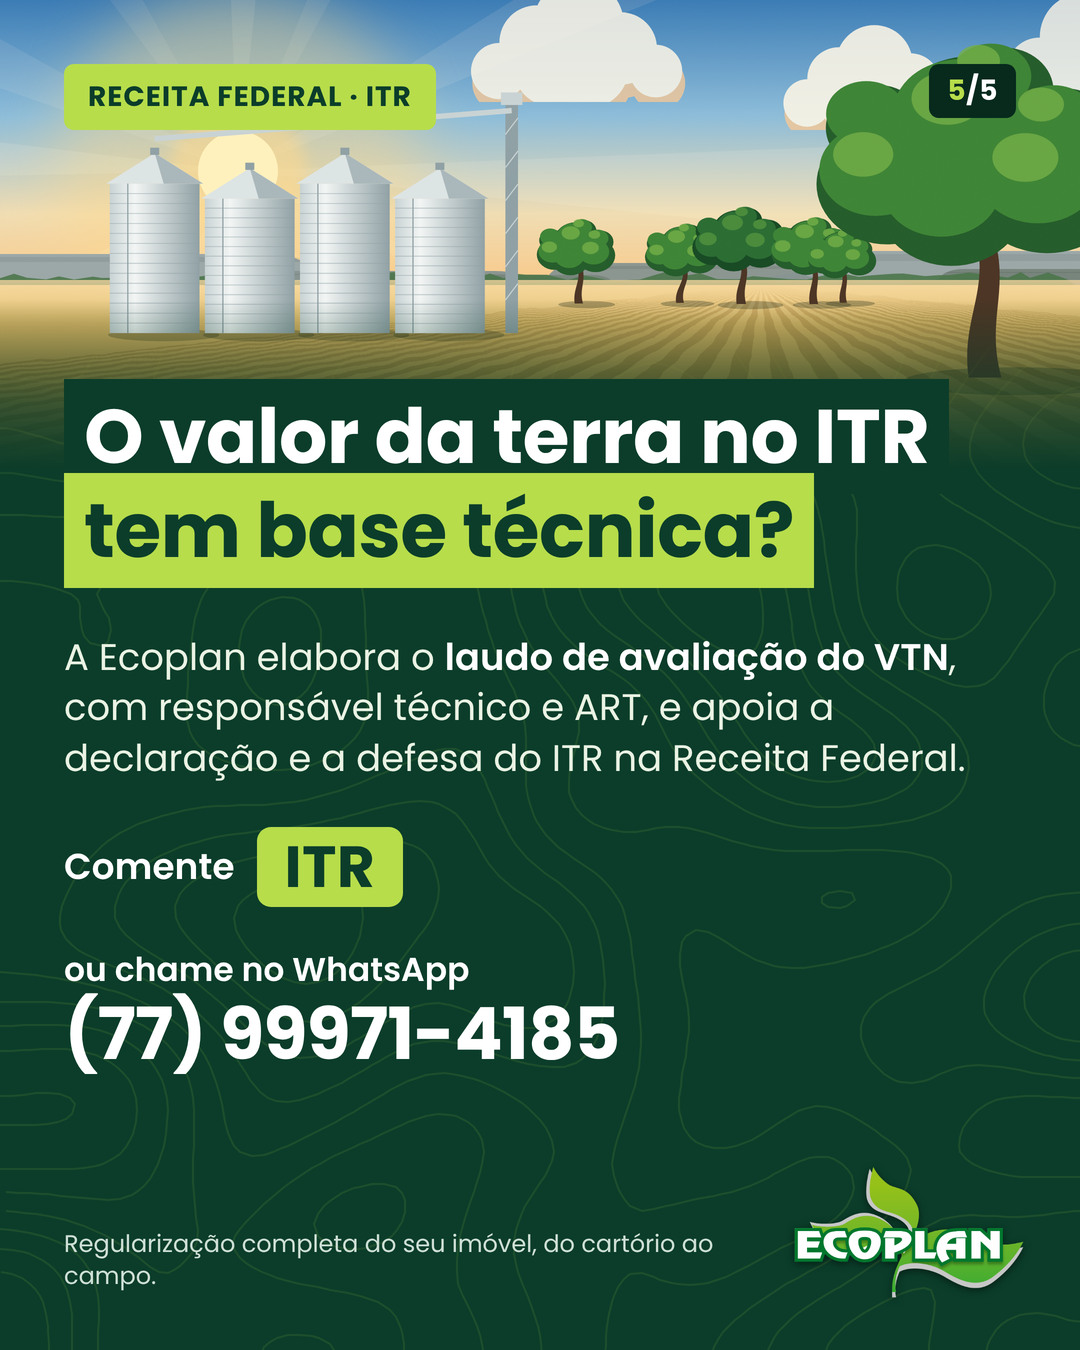 RECEITA FEDERAL · ITR
5/5
O valor da terra no ITR
tem base técnica?
A Ecoplan elabora o laudo de avaliação do VTN,
com responsável técnico e ART, e apoia a
declaração e a defesa do ITR na Receita Federal.
Comente ITR
ou chame no WhatsApp
(77) 99971-4185
Regularização completa do seu imóvel, do cartório ao
campo.
ECOPLAN